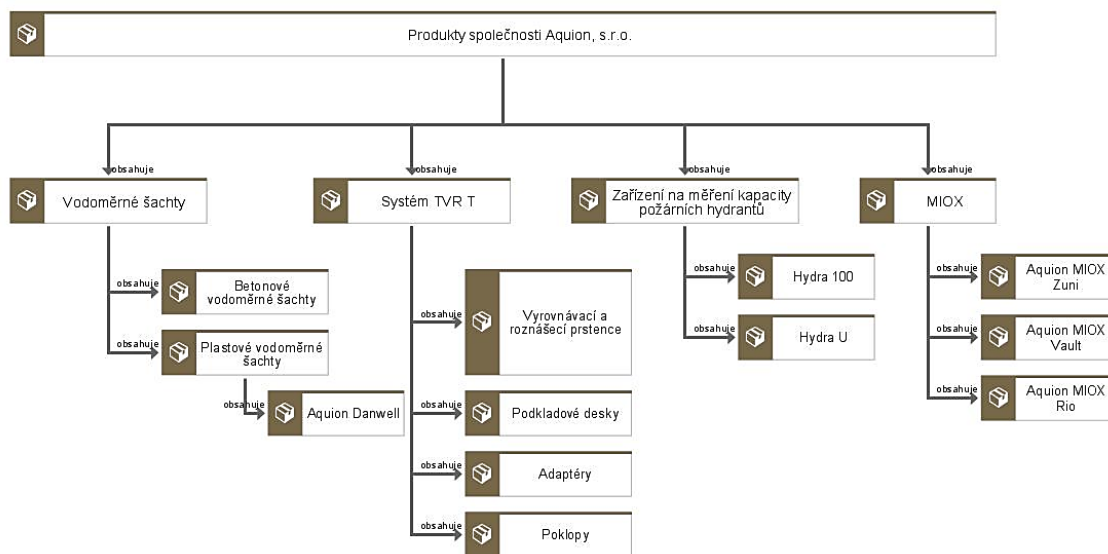 Produkty společnosti Aquion, s.r.o.
obsahuje
obsahuje
obsahuje
obsahuje
Vodoměrné šachty
Systém TVR T
Zařízení na měření kapacity
požárních hydrantů
MIOX
obsahuje
Betonové
vodoměrné šachty
obsahuje
Plastové vodoměrné
šachty
obsahuje
Aquion Danwell
obsahuje
Vyrovnávací a
roznášecí prstence
obsahuje
Podkladové desky
obsahuje
Adaptéry
obsahuje
Poklopy
obsahuje
Hydra 100
obsahuje
Hydra U
obsahuje
Aquion MIOX
Zuni
obsahuje
Aquion MIOX
Vault
obsahuje
Aquion MIOX
Rio